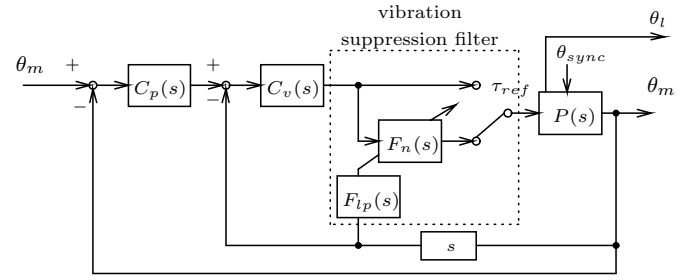 vibration
suppression filter
θ_l
θ_sync
θ_m
+
−
C_p(s)
+
−
C_v(s)
τ_ref
P(s)
θ_m
F_n(s)
F_lp(s)
s